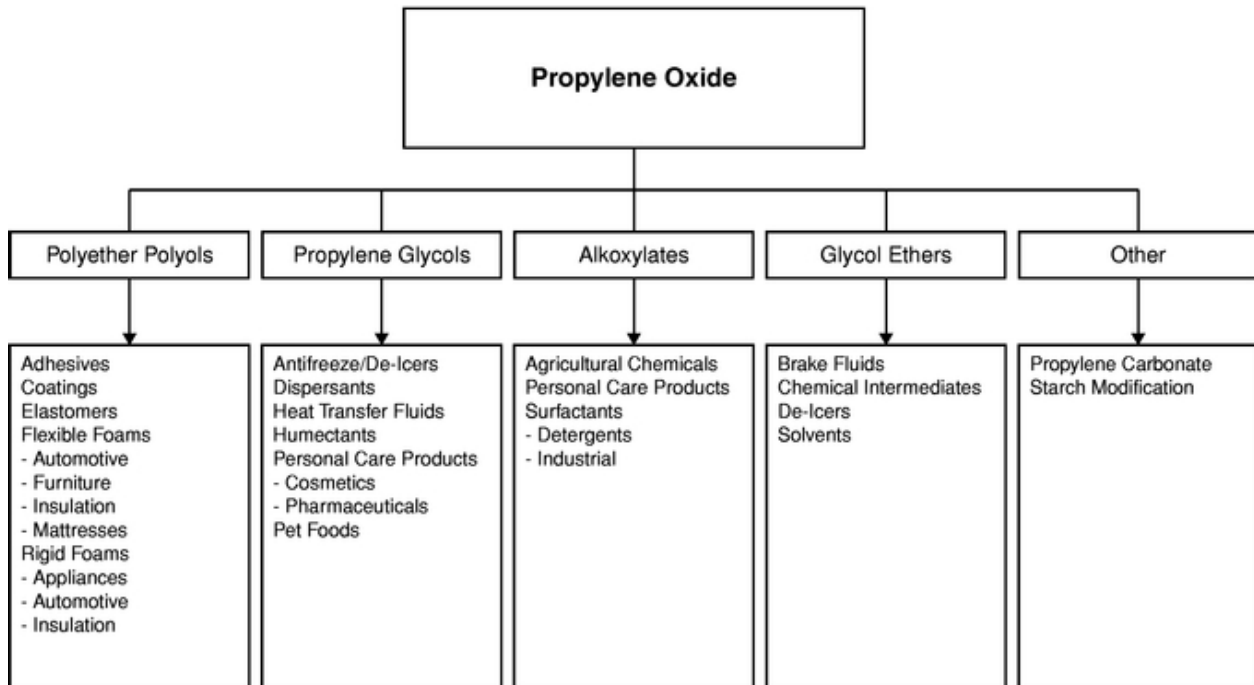 Propylene Oxide
Polyether Polyols
Propylene Glycols
Alkoxylates
Glycol Ethers
Other
Adhesives
Coatings
Elastomers
Flexible Foams
- Automotive
- Furniture
- Insulation
- Mattresses
Rigid Foams
- Appliances
- Automotive
- Insulation
Antifreeze/De-Icers
Dispersants
Heat Transfer Fluids
Humectants
Personal Care Products
- Cosmetics
- Pharmaceuticals
Pet Foods
Agricultural Chemicals
Personal Care Products
Surfactants
- Detergents
- Industrial
Brake Fluids
Chemical Intermediates
De-Icers
Solvents
Propylene Carbonate
Starch Modification